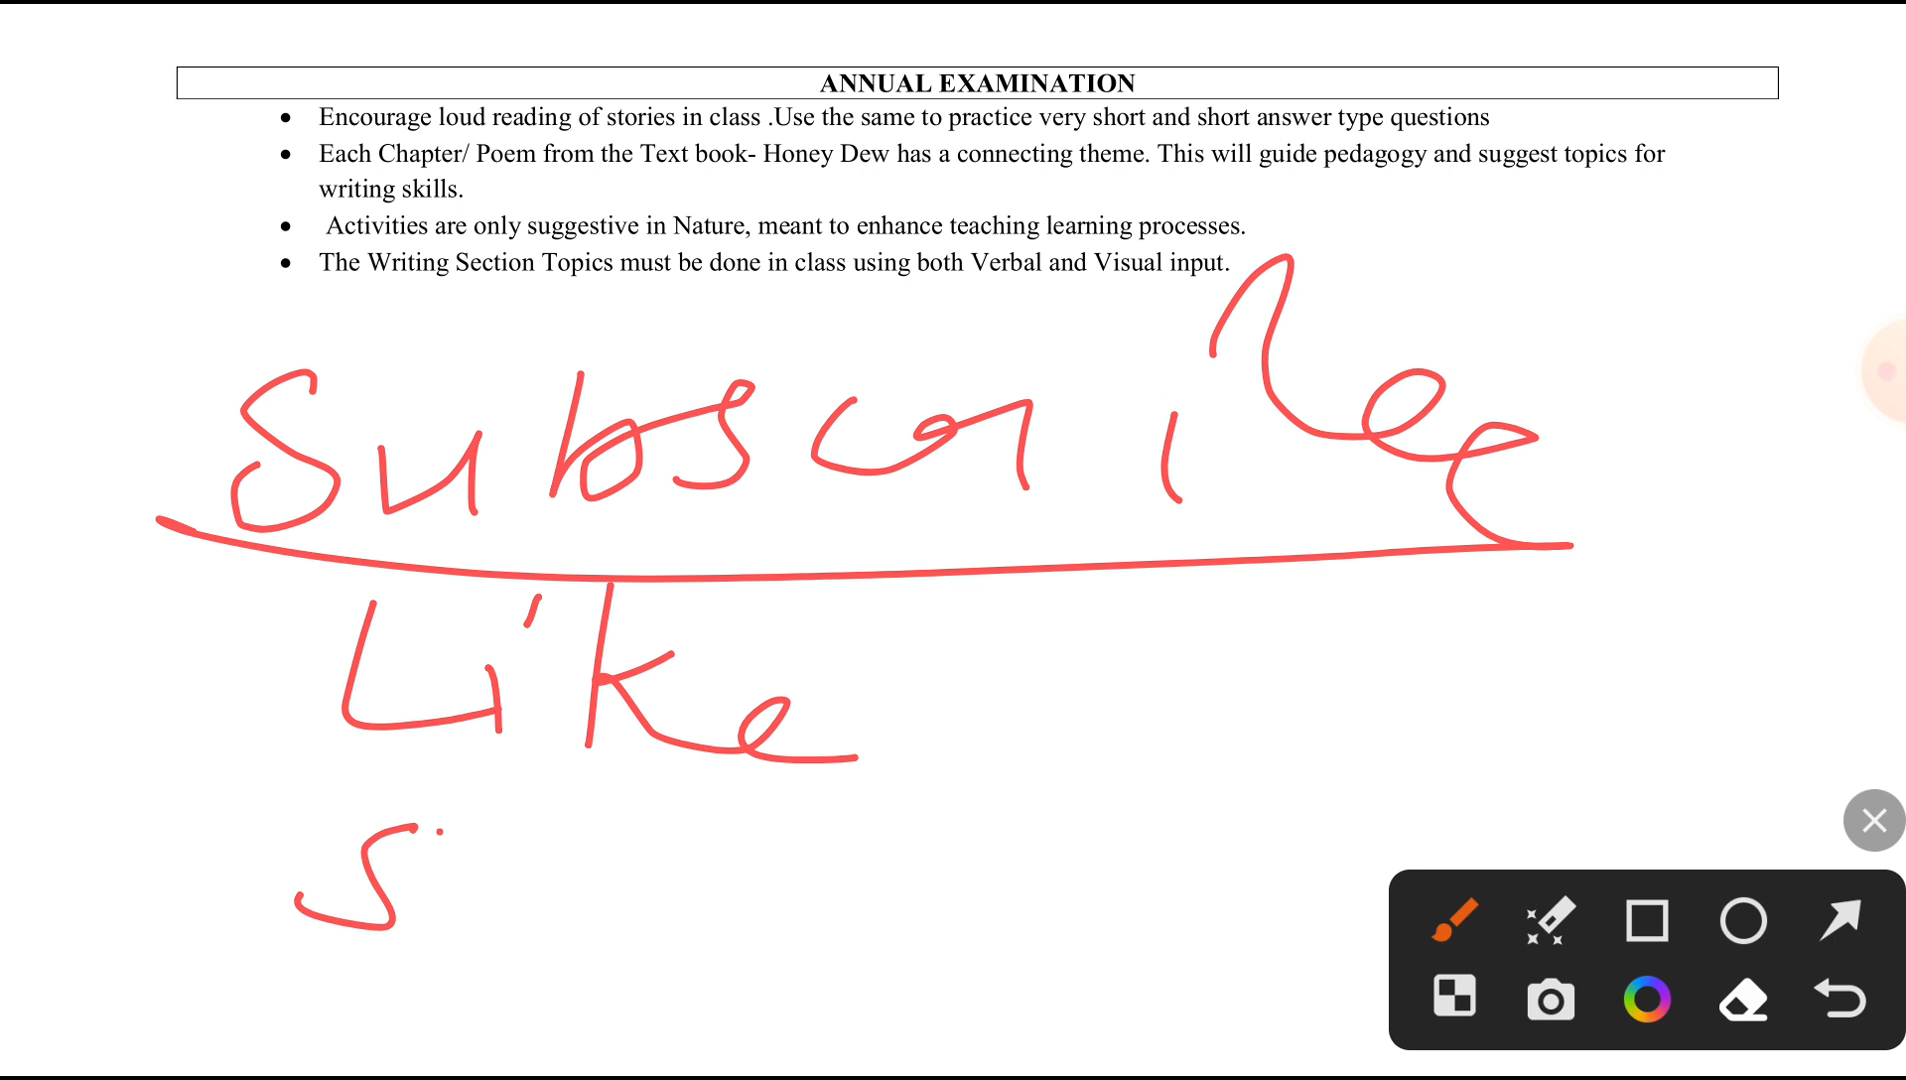 ANNUAL EXAMINATION
• Encourage loud reading of stories in class .Use the same to practice very short and short answer type questions
• Each Chapter/ Poem from the Text book- Honey Dew has a connecting theme. This will guide pedagogy and suggest topics for
writing skills.
• Activities are only suggestive in Nature, meant to enhance teaching learning processes.
• The Writing Section Topics must be done in class using both Verbal and Visual input.
Subscribe
Like
S